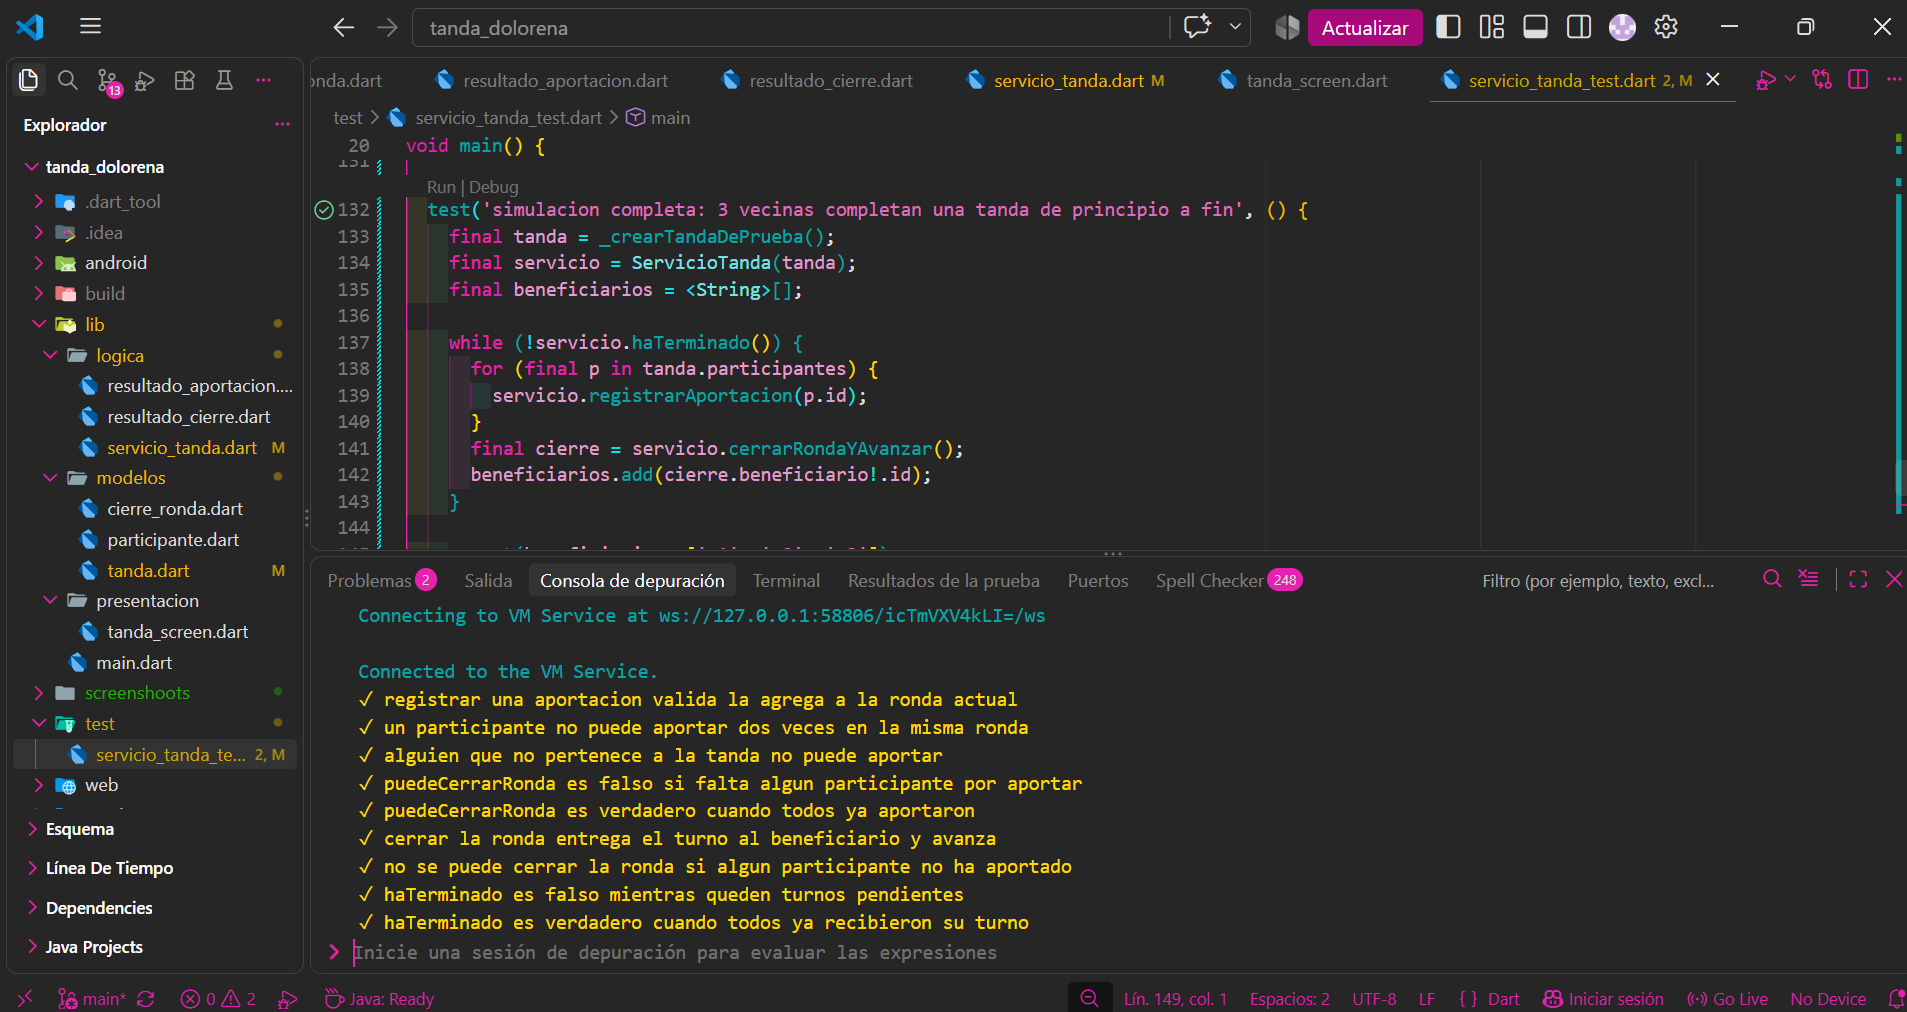 tanda_dolorena
Actualizar
13
onda.dart
resultado_aportacion.dart
resultado_cierre.dart
servicio_tanda.dart M
tanda_screen.dart
servicio_tanda_test.dart 2, M
Explorador
test > servicio_tanda_test.dart > main
tanda_dolorena
.dart_tool
.idea
android
build
lib
logica
resultado_aportacion....
resultado_cierre.dart
servicio_tanda.dart M
modelos
cierre_ronda.dart
participante.dart
tanda.dart M
presentacion
tanda_screen.dart
main.dart
screenshoots
test
servicio_tanda_te... 2, M
web
Esquema
Línea De Tiempo
Dependencies
Java Projects
20 void main() {
131
Run | Debug
132 test('simulacion completa: 3 vecinas completan una tanda de principio a fin', () {
133 final tanda = _crearTandaDePrueba();
134 final servicio = ServicioTanda(tanda);
135 final beneficiarios = <String>[];
136
137 while (!servicio.haTerminado()) {
138 for (final p in tanda.participantes) {
139 servicio.registrarAportacion(p.id);
140 }
141 final cierre = servicio.cerrarRondaYAvanzar();
142 beneficiarios.add(cierre.beneficiario!.id);
143 }
144
Problemas 2
Salida
Consola de depuración
Terminal
Resultados de la prueba
Puertos
Spell Checker 248
Filtro (por ejemplo, texto, excl...
Connecting to VM Service at ws://127.0.0.1:58806/icTmVXV4kLI=/ws
Connected to the VM Service.
✓ registrar una aportacion valida la agrega a la ronda actual
✓ un participante no puede aportar dos veces en la misma ronda
✓ alguien que no pertenece a la tanda no puede aportar
✓ puedeCerrarRonda es falso si falta algun participante por aportar
✓ puedeCerrarRonda es verdadero cuando todos ya aportaron
✓ cerrar la ronda entrega el turno al beneficiario y avanza
✓ no se puede cerrar la ronda si algun participante no ha aportado
✓ haTerminado es falso mientras queden turnos pendientes
✓ haTerminado es verdadero cuando todos ya recibieron su turno
Inicie una sesión de depuración para evaluar las expresiones
main*
0
2
Java: Ready
Lín. 149, col. 1
Espacios: 2
UTF-8
LF
{ } Dart
Iniciar sesión
Go Live
No Device